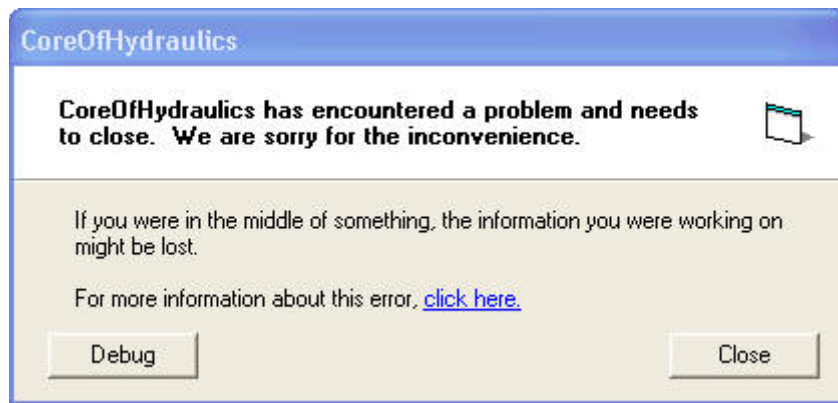 CoreOfHydraulics
CoreOfHydraulics has encountered a problem and needs
to close.  We are sorry for the inconvenience.
If you were in the middle of something, the information you were working on
might be lost.
For more information about this error, click here.
Debug
Close